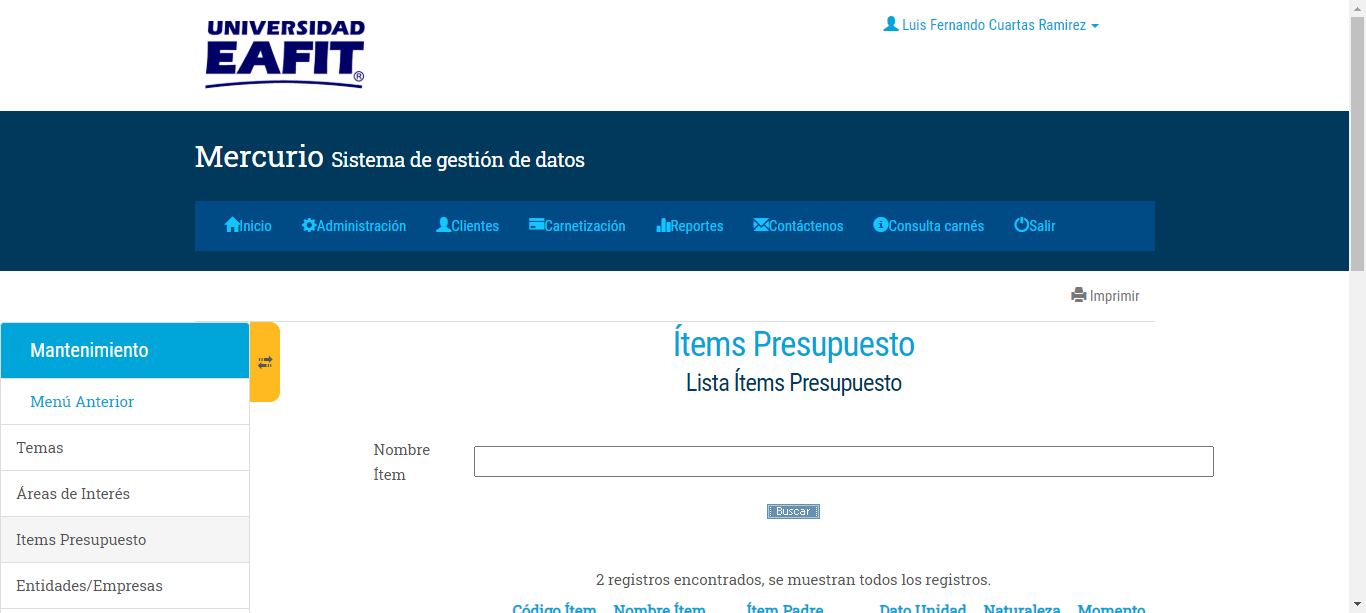 UNIVERSIDAD
EAFIT®
Luis Fernando Cuartas Ramirez
Mercurio Sistema de gestión de datos
Inicio Administración Clientes Carnetización Reportes Contáctenos Consulta carnés Salir
Imprimir
Mantenimiento
Menú Anterior
Temas
Áreas de Interés
Items Presupuesto
Entidades/Empresas
Ítems Presupuesto
Lista Ítems Presupuesto
Nombre
Ítem
Buscar
2 registros encontrados, se muestran todos los registros.
Código Ítem Nombre Ítem Ítem Padre Dato Unidad Naturaleza Momento